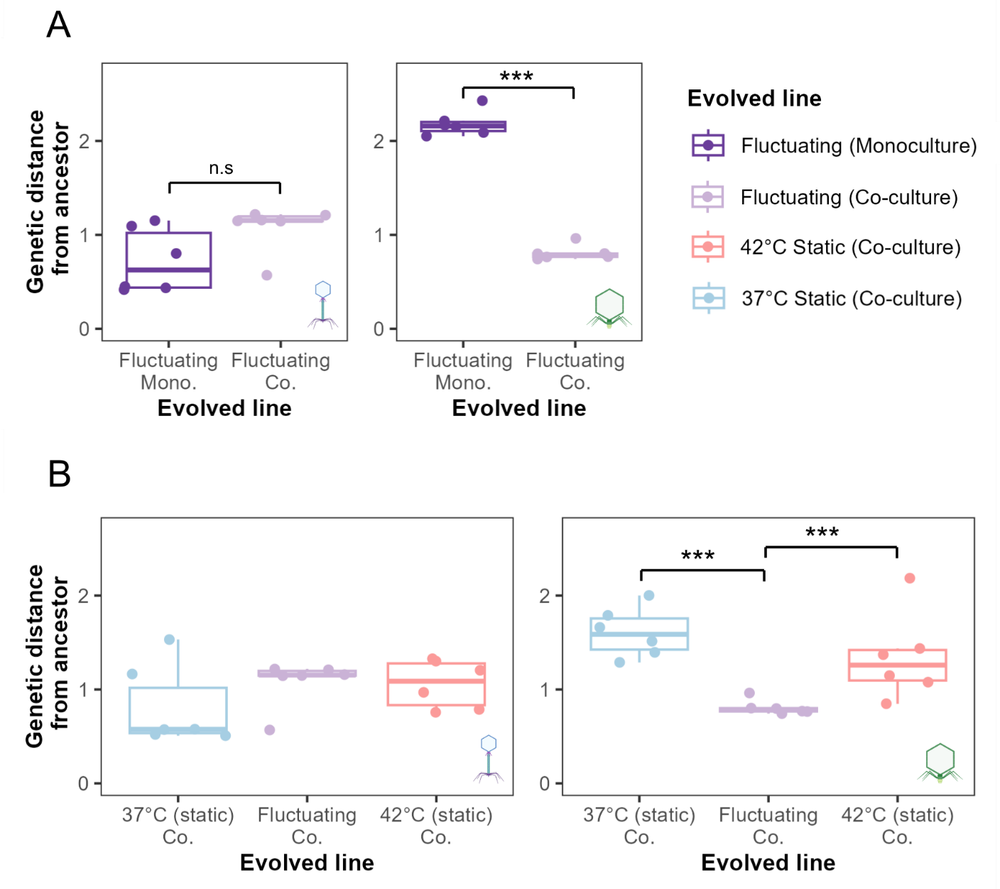 A
Genetic distance
from ancestor
2
1
0
n.s
Fluctuating
Mono.
Fluctuating
Co.
Evolved line
2
1
0
***
Fluctuating
Mono.
Fluctuating
Co.
Evolved line
Evolved line
Fluctuating (Monoculture)
Fluctuating (Co-culture)
42°C Static (Co-culture)
37°C Static (Co-culture)
B
Genetic distance
from ancestor
2
1
0
37°C (static)
Co.
Fluctuating
Co.
42°C (static)
Co.
Evolved line
2
1
0
***
***
37°C (static)
Co.
Fluctuating
Co.
42°C (static)
Co.
Evolved line